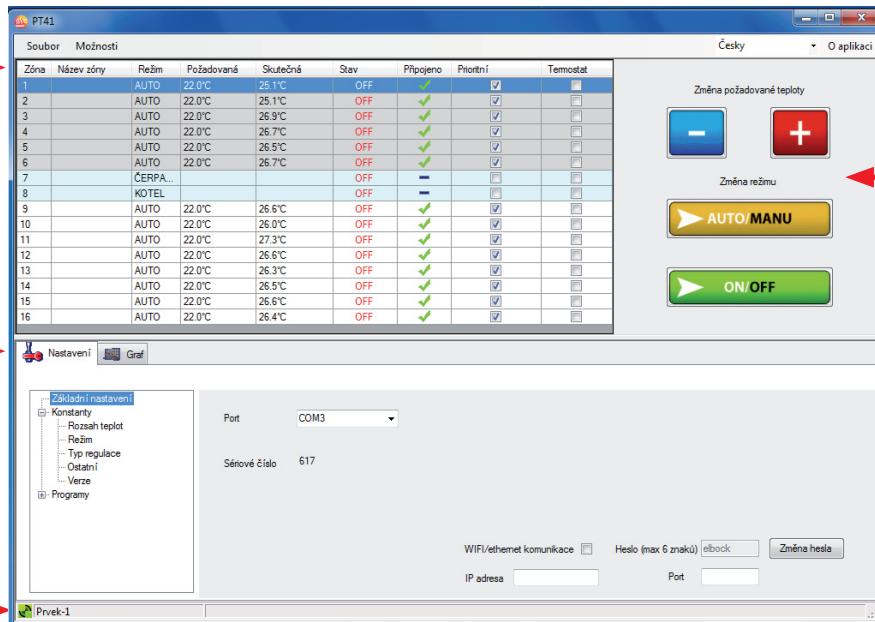 PT41
Soubor Možnosti Česky O aplikaci
Zóna Název zóny Režim Požadovaná Skutečná Stav Připojeno Prioritní Termostat
1 AUTO 22.0°C 25.1°C OFF
2 AUTO 22.0°C 25.1°C OFF
3 AUTO 22.0°C 26.9°C OFF
4 AUTO 22.0°C 26.7°C OFF
5 AUTO 22.0°C 26.5°C OFF
6 AUTO 22.0°C 26.7°C OFF
7 ČERPA... OFF
8 KOTEL OFF
9 AUTO 22.0°C 26.6°C OFF
10 AUTO 22.0°C 26.0°C OFF
11 AUTO 22.0°C 27.3°C OFF
12 AUTO 22.0°C 26.6°C OFF
13 AUTO 22.0°C 26.3°C OFF
14 AUTO 22.0°C 26.5°C OFF
15 AUTO 22.0°C 26.6°C OFF
16 AUTO 22.0°C 26.4°C OFF
Změna požadované teploty
- +
Změna režimu
AUTO/MANU
ON/OFF
Nastavení Graf
Základní nastavení
Konstanty
Rozsah teplot
Režim
Typ regulace
Ostatní
Verze
Programy
Port COM3
Sériové číslo 617
WIFI/ethernet komunikace Heslo (max 6 znaků) elbock Změna hesla
IP adresa Port
Prvek-1